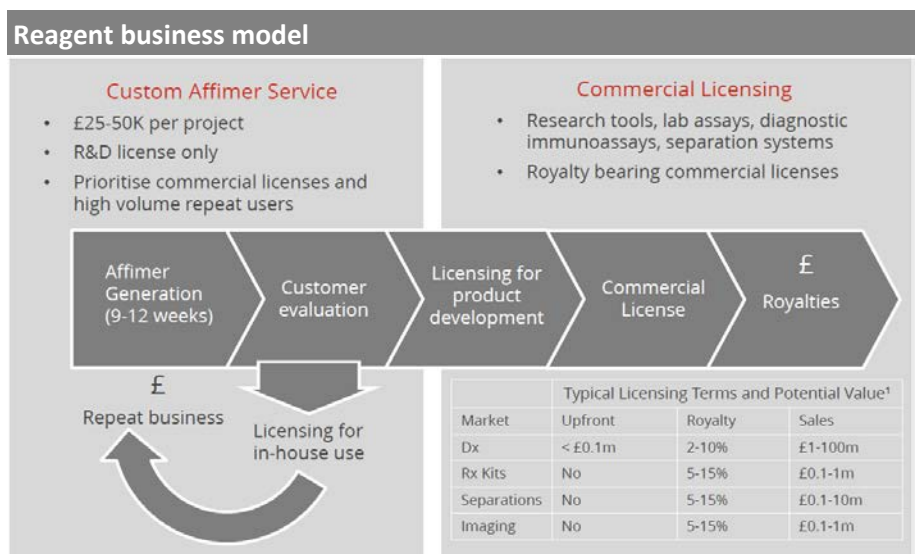 Reagent business model
Custom Affimer Service
• £25-50K per project
• R&D license only
• Prioritise commercial licenses and
high volume repeat users
Commercial Licensing
• Research tools, lab assays, diagnostic
immunoassays, separation systems
• Royalty bearing commercial licenses
Affimer
Generation
(9-12 weeks)
Customer
evaluation
Licensing for
product
development
Commercial
License
£
Royalties
£
Repeat business
Licensing for
in-house use
Typical Licensing Terms and Potential Value¹
Market Upfront Royalty Sales
Dx < £0.1m 2-10% £1-100m
Rx Kits No 5-15% £0.1-1m
Separations No 5-15% £0.1-10m
Imaging No 5-15% £0.1-1m